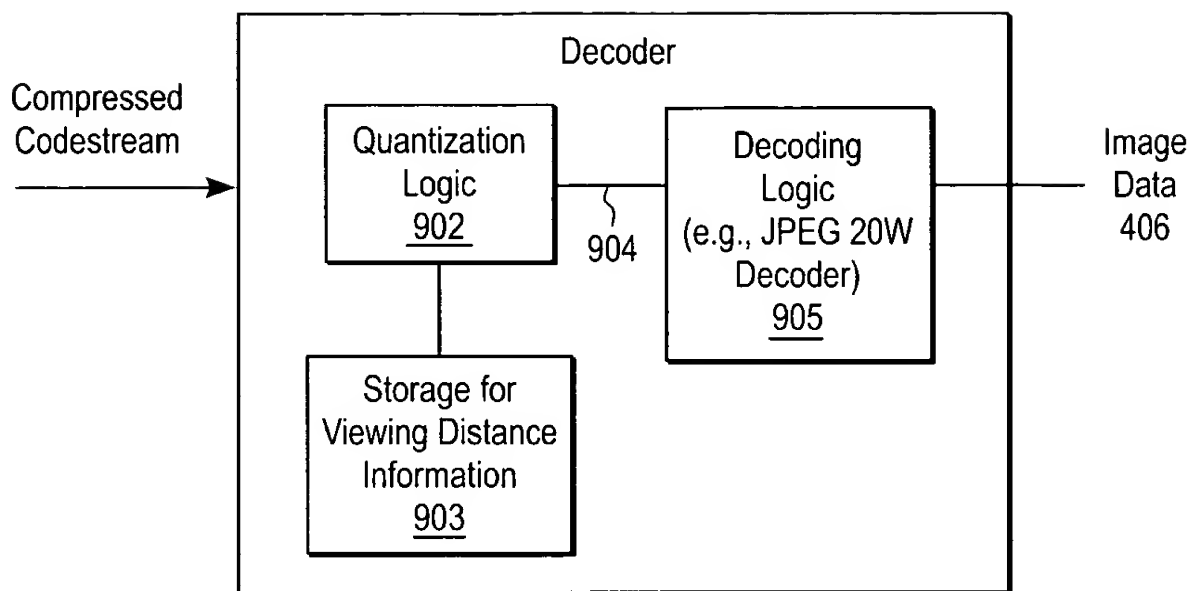 Decoder
Compressed
Codestream
Quantization
Logic
902
904
Decoding
Logic
(e.g., JPEG 20W
Decoder)
905
Image
Data
406
Storage for
Viewing Distance
Information
903